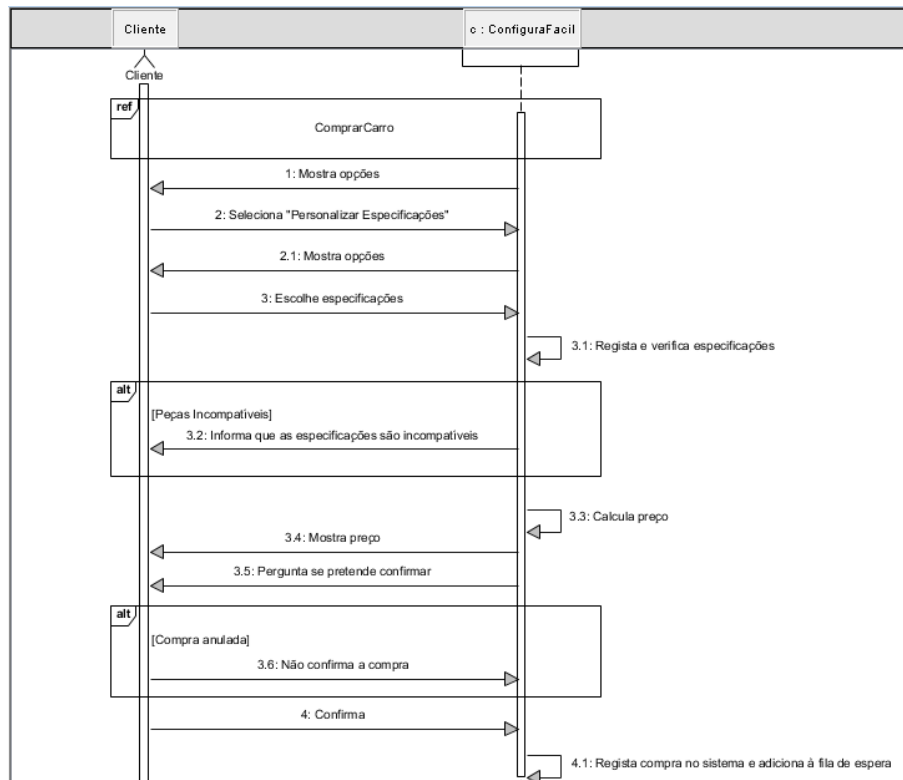 Cliente
c : ConfiguraFacil
Cliente
ref
ComprarCarro
1: Mostra opções
2: Seleciona "Personalizar Especificações"
2.1: Mostra opções
3: Escolhe especificações
3.1: Regista e verifica especificações
alt
[Peças Incompatíveis]
3.2: Informa que as especificações são incompatíveis
3.3: Calcula preço
3.4: Mostra preço
3.5: Pergunta se pretende confirmar
alt
[Compra anulada]
3.6: Não confirma a compra
4: Confirma
4.1: Regista compra no sistema e adiciona à fila de espera